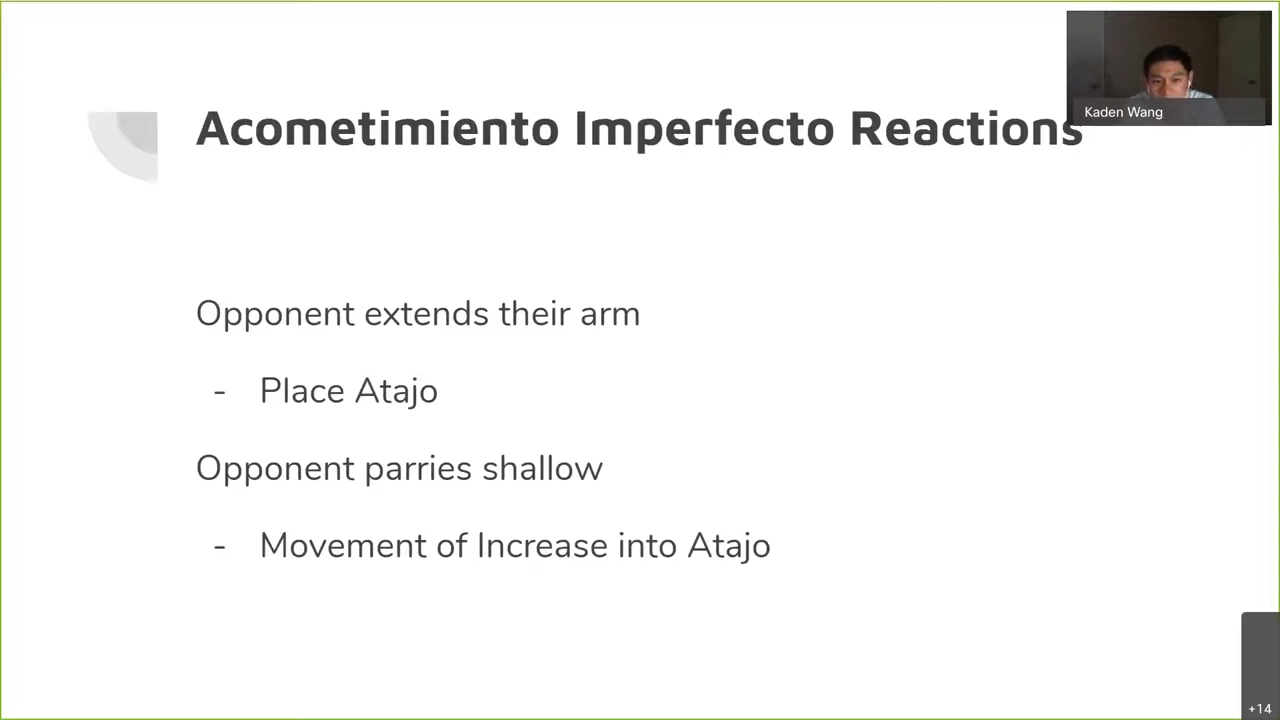 Kaden Wang
Acometimiento Imperfecto Reactions
Opponent extends their arm
- Place Atajo
Opponent parries shallow
- Movement of Increase into Atajo
+14